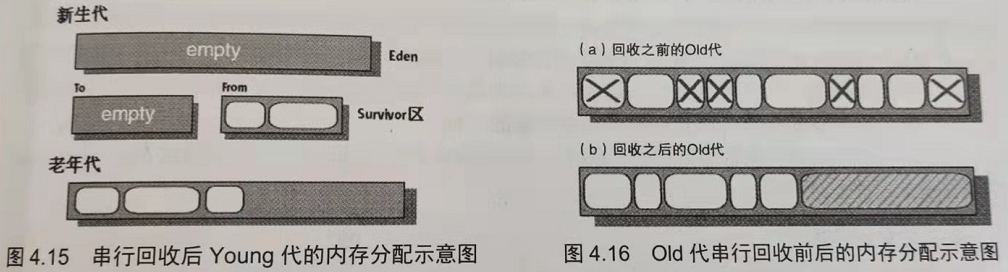 新生代
empty
Eden
To
From
empty
Survivor区
老年代
图 4.15 串行回收后 Young 代的内存分配示意图
（a）回收之前的Old代
（b）回收之后的Old代
图 4.16 Old 代串行回收前后的内存分配示意图